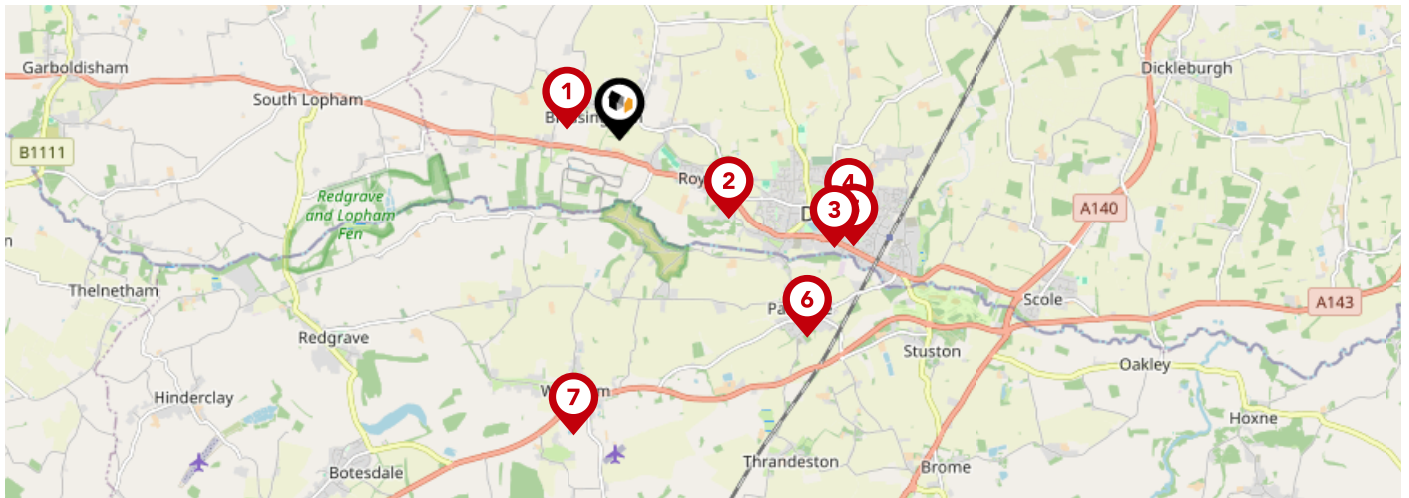 Garboldisham
Dickleburgh
South Lopham
1
B1111
2
4
Redgrave
and Lopham
Fen
3
A140
Thelnetham
6
Scole
A143
Redgrave
Stuston
Oakley
7
Hinderclay
Hoxne
Botesdale
Thrandeston
Brome